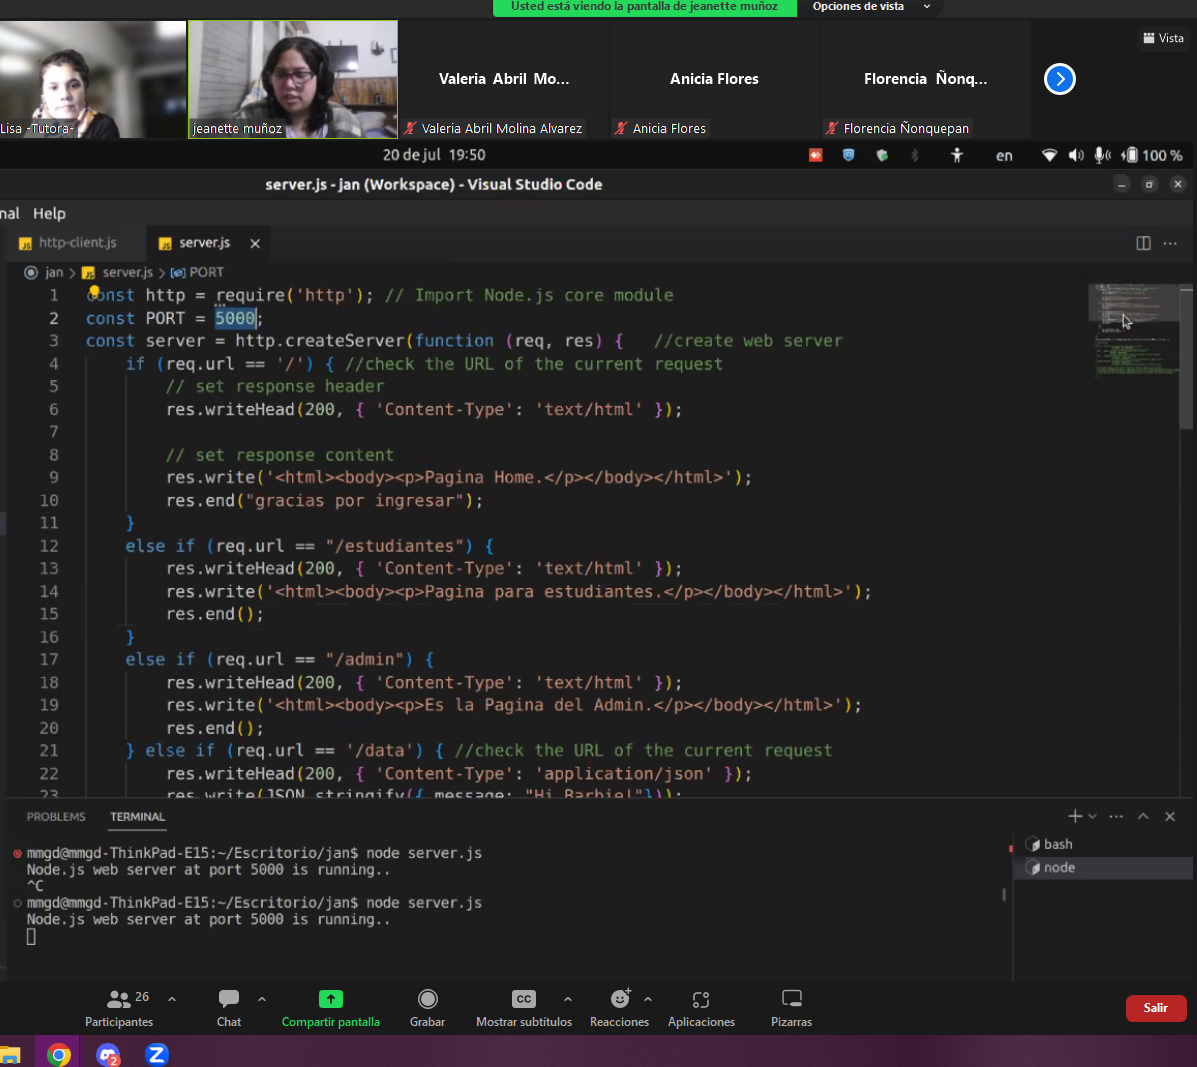 Usted está viendo la pantalla de jeanette muñoz
Opciones de vista
Vista
Lisa -Tutora-
jeanette muñoz
Valeria Abril Mo...
Valeria Abril Molina Alvarez
Anicia Flores
Anicia Flores
Florencia Ñonq...
Florencia Ñonquepan
20 de jul 19:50
en
100 %
server.js - jan (Workspace) - Visual Studio Code
nal Help
JS http-client.js
JS server.js
jan > JS server.js > PORT
1 const http = require('http'); // Import Node.js core module
2 const PORT = 5000;
3 const server = http.createServer(function (req, res) { //create web server
4 if (req.url == '/') { //check the URL of the current request
5 // set response header
6 res.writeHead(200, { 'Content-Type': 'text/html' });
7
8 // set response content
9 res.write('<html><body><p>Pagina Home.</p></body></html>');
10 res.end("gracias por ingresar");
11 }
12 else if (req.url == "/estudiantes") {
13 res.writeHead(200, { 'Content-Type': 'text/html' });
14 res.write('<html><body><p>Pagina para estudiantes.</p></body></html>');
15 res.end();
16 }
17 else if (req.url == "/admin") {
18 res.writeHead(200, { 'Content-Type': 'text/html' });
19 res.write('<html><body><p>Es la Pagina del Admin.</p></body></html>');
20 res.end();
21 } else if (req.url == '/data') { //check the URL of the current request
22 res.writeHead(200, { 'Content-Type': 'application/json' });
23 res.write(JSON.stringify({ message: "Hi Barbie!"}));
PROBLEMS
TERMINAL
mmgd@mmgd-ThinkPad-E15:~/Escritorio/jan$ node server.js
Node.js web server at port 5000 is running..
^C
mmgd@mmgd-ThinkPad-E15:~/Escritorio/jan$ node server.js
Node.js web server at port 5000 is running..
bash
node
26
Participantes
Chat
Compartir pantalla
Grabar
CC
Mostrar subtítulos
Reacciones
Aplicaciones
Pizarras
Salir
2
Z